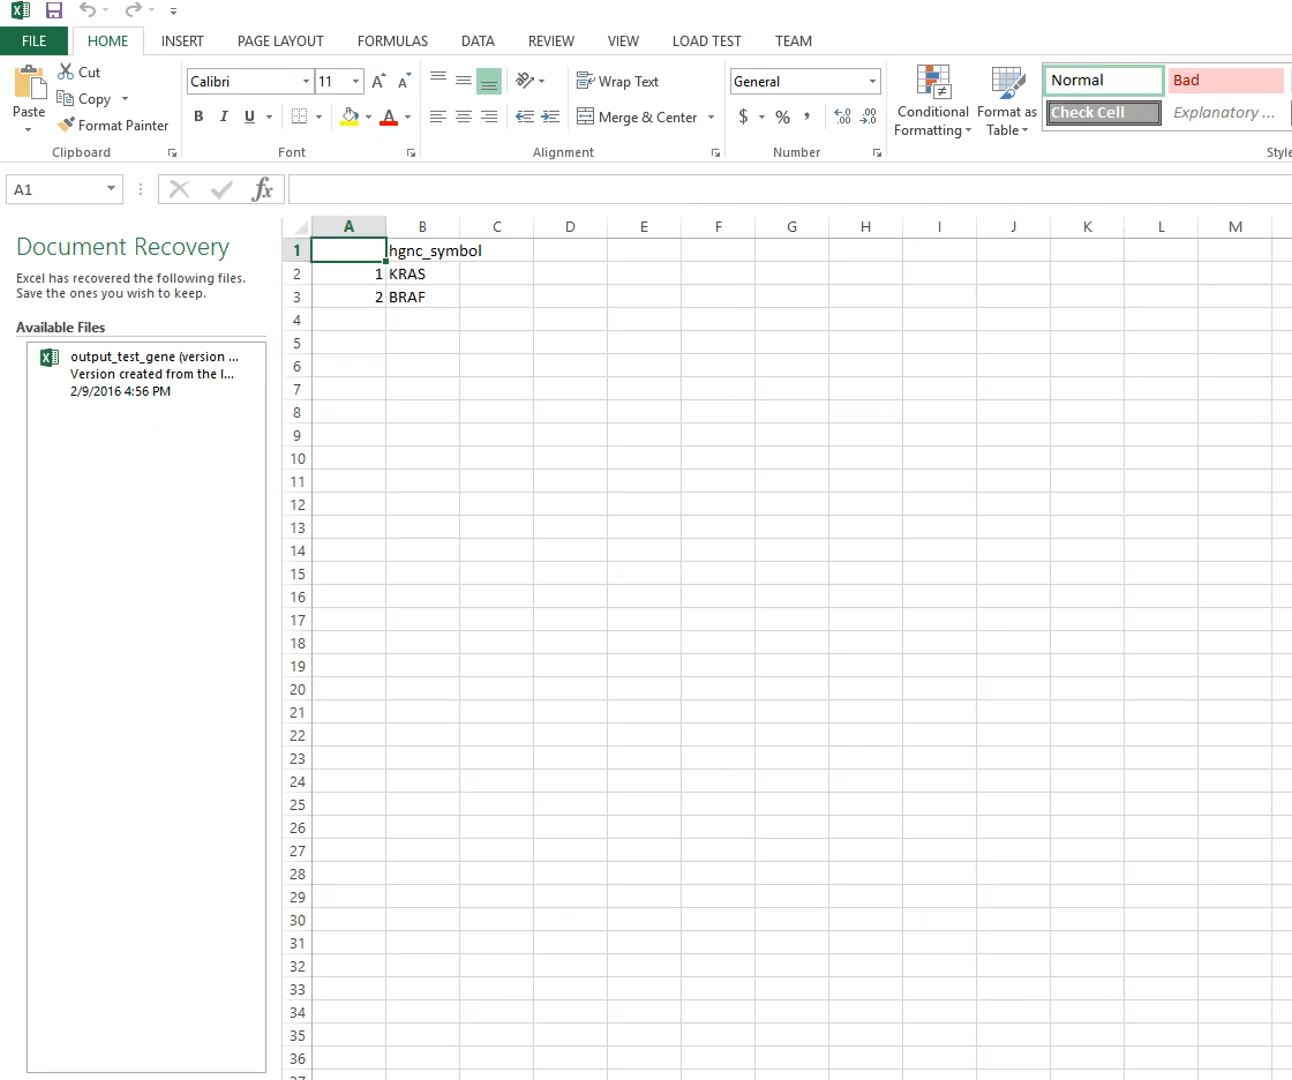 FILE HOME INSERT PAGE LAYOUT FORMULAS DATA REVIEW VIEW LOAD TEST TEAM
Paste
Cut
Copy
Format Painter
Clipboard
Calibri 11
B I U A
Font
Wrap Text
Merge & Center
Alignment
General
$ % ,
Number
Conditional
Formatting
Format as
Table
Normal Bad
Check Cell Explanatory ...
Style
A1 fx
Document Recovery
Excel has recovered the following files.
Save the ones you wish to keep.
Available Files
output_test_gene (version ...
Version created from the l...
2/9/2016 4:56 PM
A B C D E F G H I J K L M
1 hgnc_symbol
2 1 KRAS
3 2 BRAF
4
5
6
7
8
9
10
11
12
13
14
15
16
17
18
19
20
21
22
23
24
25
26
27
28
29
30
31
32
33
34
35
36